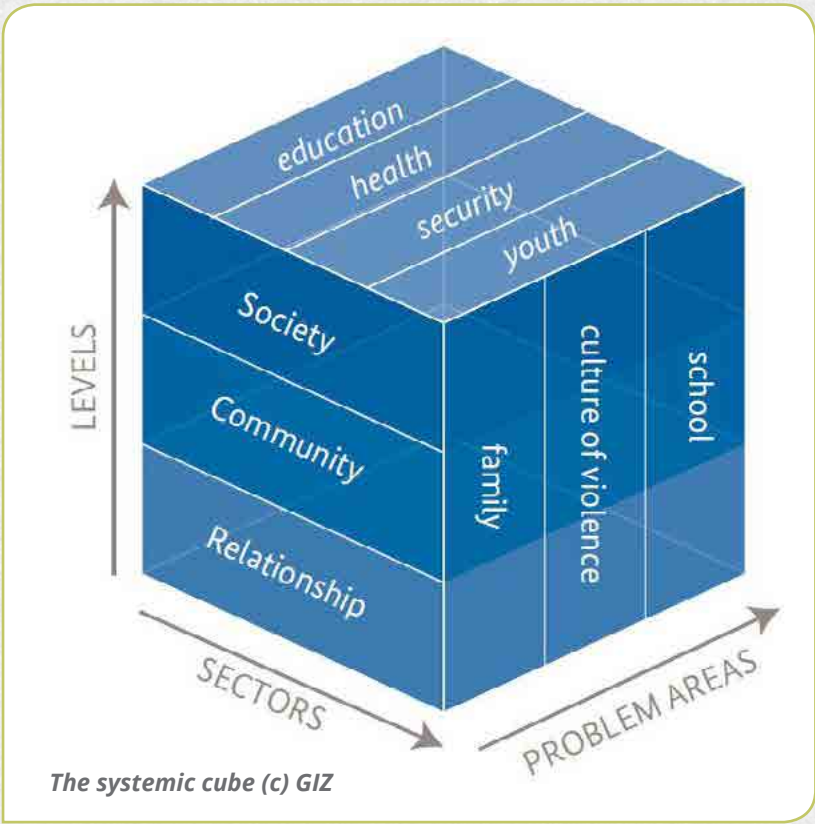 education
health
security
youth
Society
Community
Relationship
family
culture of violence
school
LEVELS
SECTORS
PROBLEM AREAS
The systemic cube (c) GIZ